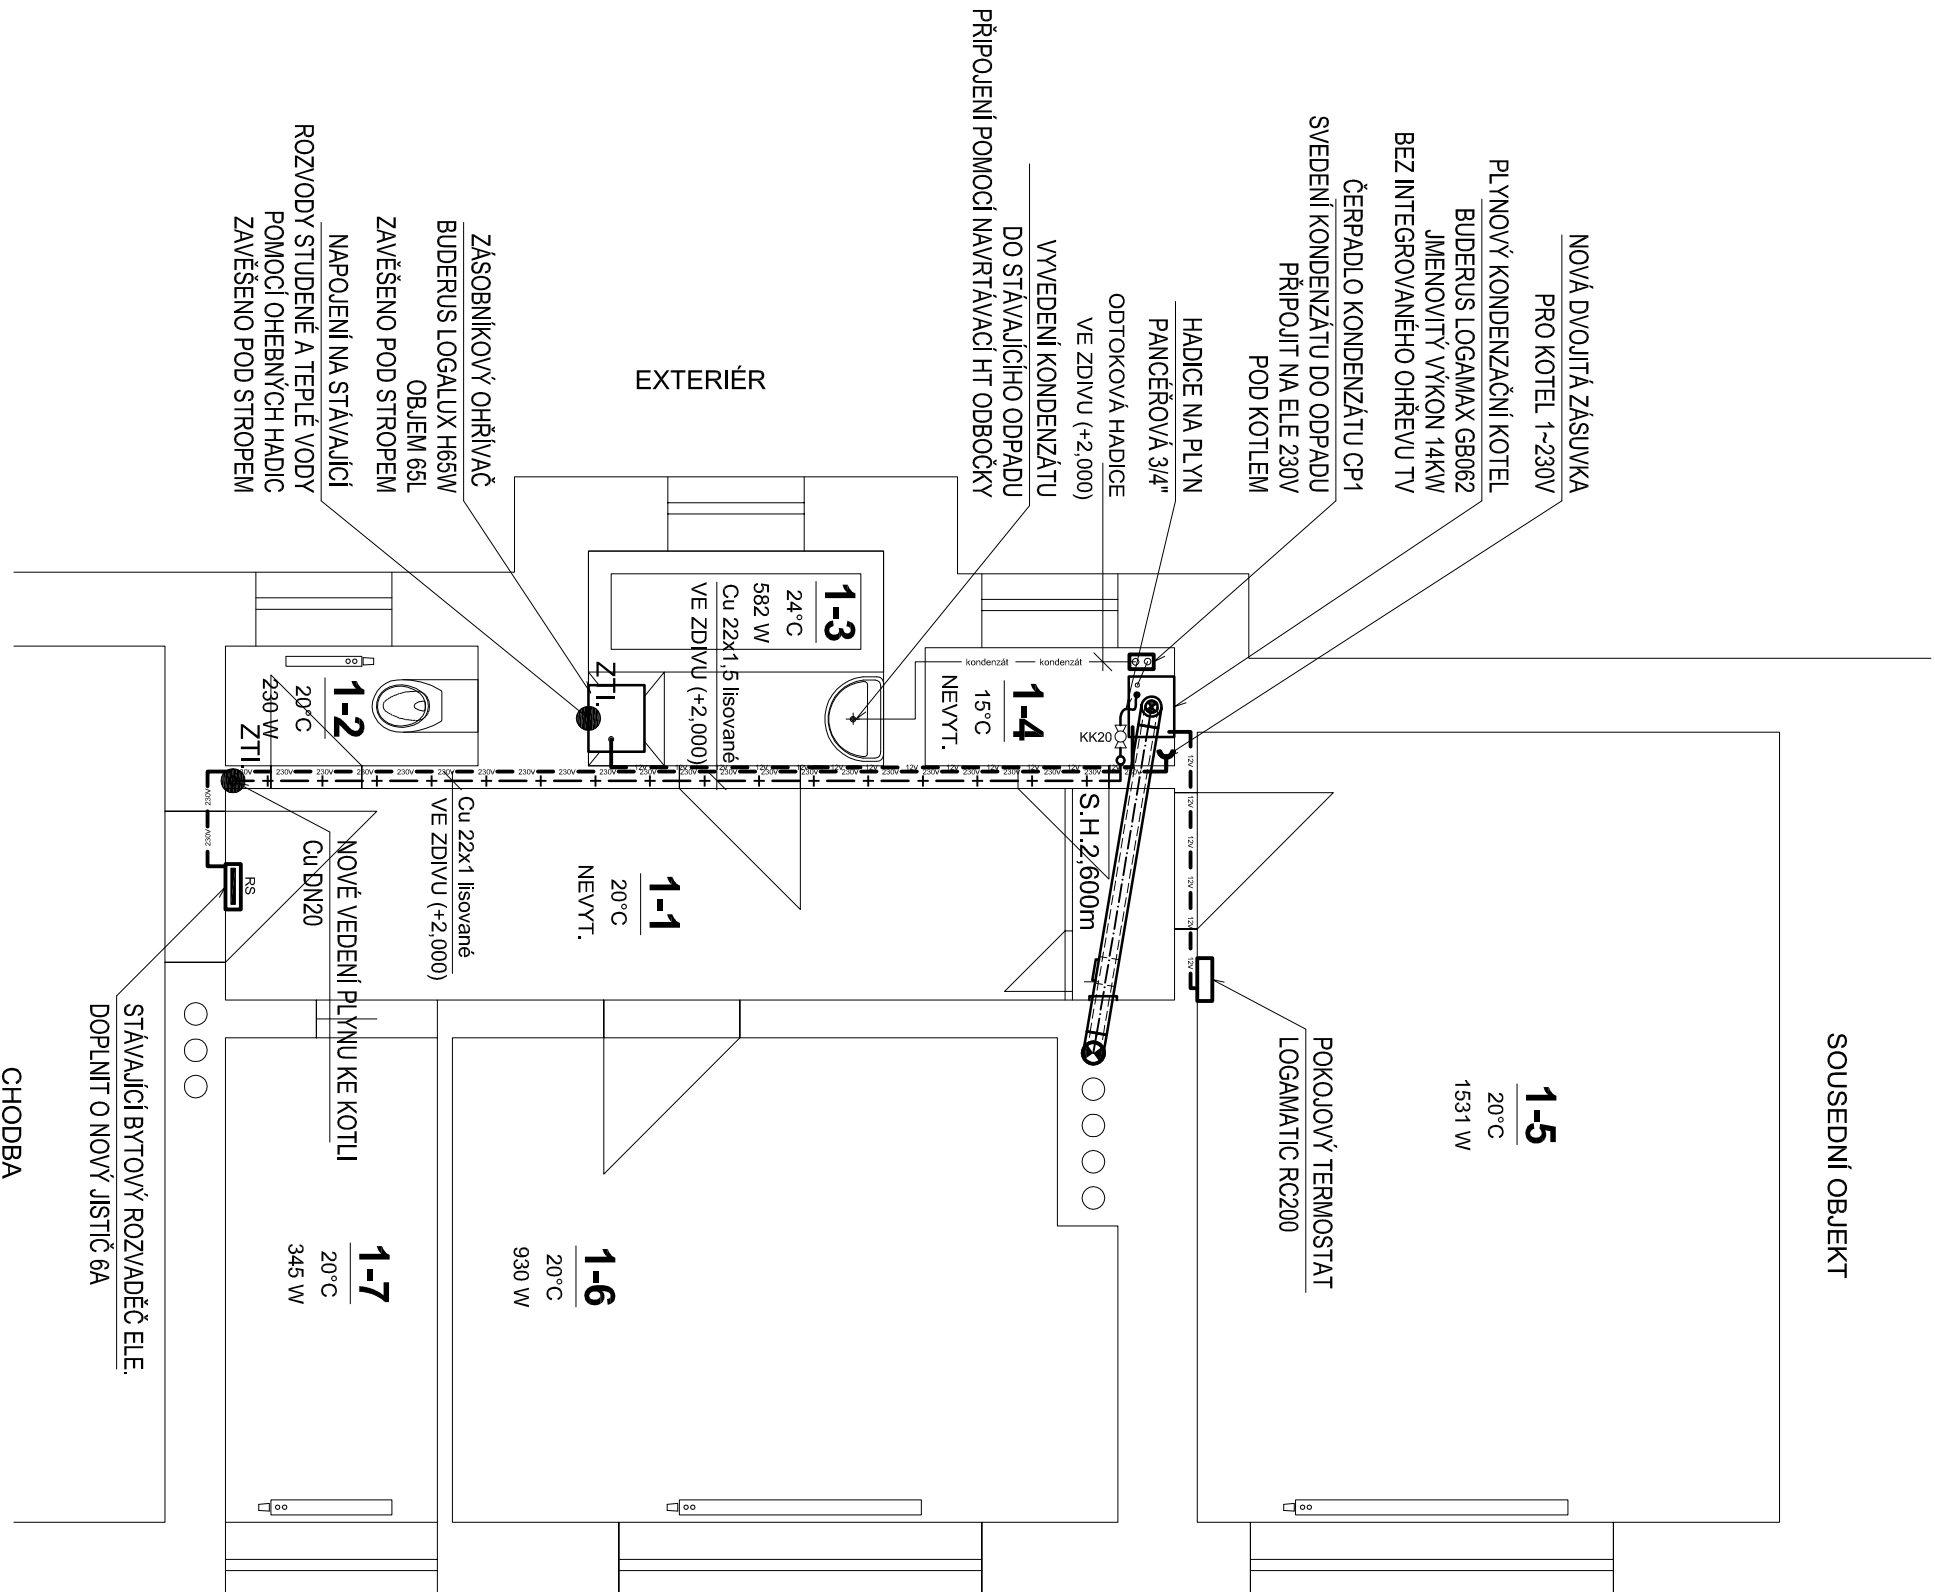 NOVÁ DVOJITÁ ZÁSUVKA
PRO KOTEL 1~230V
PLYNOVÝ KONDENZAČNÍ KOTEL
BUDERUS LOGAMAX GB062
JMENOVITÝ VÝKON 14KW
BEZ INTEGROVANÉHO OHŘEVU TV
ČERPADLO KONDENZÁTU CP1
SVEDENÍ KONDENZÁTU DO ODPADU
PŘIPOJIT NA ELE 230V
POD KOTLEM
HADICE NA PLYN
PANCÉŘOVÁ 3/4"
ODTOKOVÁ HADICE
VE ZDIVU (+2,000)
VYVEDENÍ KONDENZÁTU
DO STÁVAJÍCÍHO ODPADU
PŘIPOJENÍ POMOCÍ NAVRTÁVACÍ HT ODBOČKY
EXTERIÉR
ZÁSOBNÍKOVÝ OHŘÍVAČ
BUDERUS LOGALUX H65W
OBJEM 65L
ZAVĚŠENO POD STROPEM
NAPOJENÍ NA STÁVAJÍCÍ
ROZVODY STUDENÉ A TEPLÉ VODY
POMOCÍ OHEBNÝCH HADIC
ZAVĚŠENO POD STROPEM
SOUSEDNÍ OBJEKT
1-5
20°C
1531 W
POKOJOVÝ TERMOSTAT
LOGAMATIC RC200
1-4
15°C
NEVYT.
kondenzát
kondenzát
KK20
1-3
24°C
582 W
Cu 22x1,5 lisované
VE ZDIVU (+2,000)
ZTI.
1-2
20°C
230 W
ZTI.
S.H.2,600m
1-1
20°C
NEVYT.
Cu 22x1 lisované
VE ZDIVU (+2,000)
NOVÉ VEDENÍ PLYNU KE KOTLI
Cu DN20
RS
230V
12V
1-6
20°C
930 W
1-7
20°C
345 W
STÁVAJÍCÍ BYTOVÝ ROZVADĚČ ELE.
DOPLNIT O NOVÝ JISTIČ 6A
CHODBA